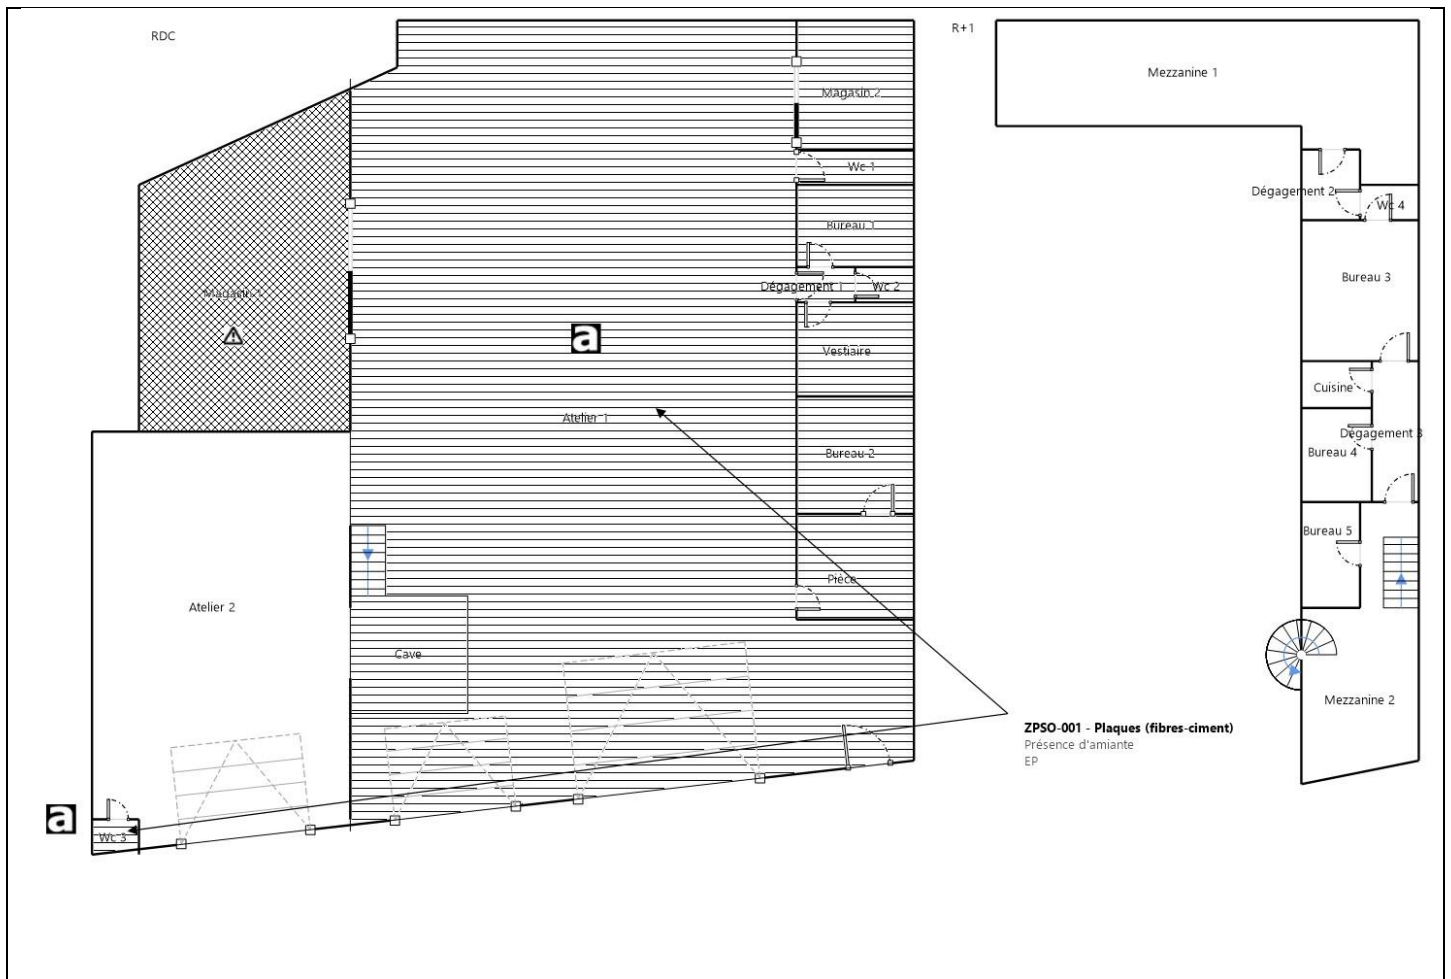 RDC
R+1
Mezzanine 1
Magasin 2
Wc 1
Dégagement 2
Wc 4
Bureau 1
Bureau 3
Magasin 1
Dégagement 1
Wc 2
a
Vestiaire
Cuisine
Atelier 1
Dégagement 3
Bureau 2
Bureau 4
Bureau 5
Pièce
Atelier 2
Cave
Mezzanine 2
ZPSO-001 - Plaques (fibres-ciment)
Présence d'amiante
EP
a
Wc 3